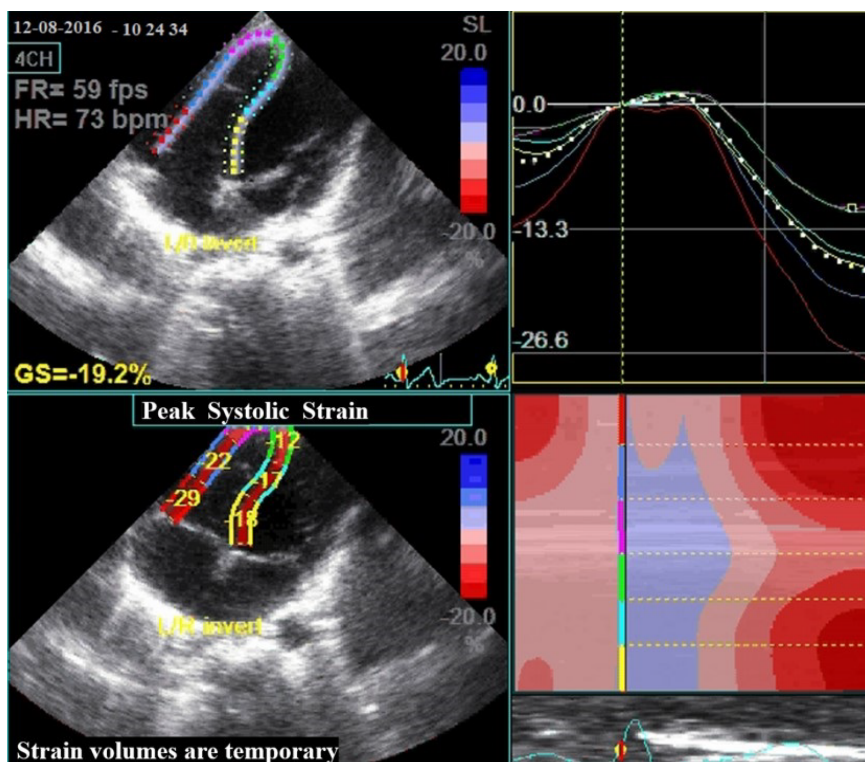 12-08-2016 - 10 24 34
SL
4CH
20.0
FR= 59 fps
HR= 73 bpm
-20.0
%
L/R invert
GS=-19.2%
0.0
-13.3
-26.6
Peak Systolic Strain
20.0
-12
-22
-17
-29
-18
-20.0
%
L/R invert
Strain volumes are temporary